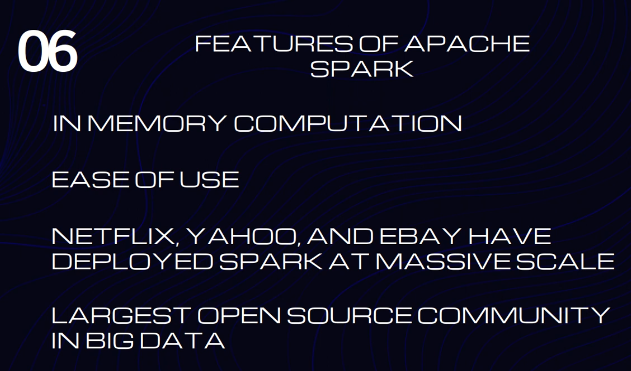 06
FEATURES OF APACHE
SPARK
IN MEMORY COMPUTATION
EASE OF USE
NETFLIX, YAHOO, AND EBAY HAVE
DEPLOYED SPARK AT MASSIVE SCALE
LARGEST OPEN SOURCE COMMUNITY
IN BIG DATA